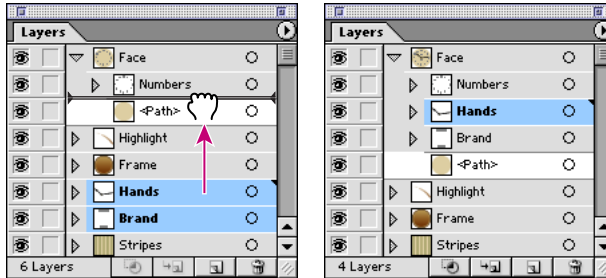 Layers
Face
Numbers
<Path>
Highlight
Frame
Hands
Brand
Stripes
6 Layers
Layers
Face
Numbers
Hands
Brand
<Path>
Highlight
Frame
Stripes
4 Layers